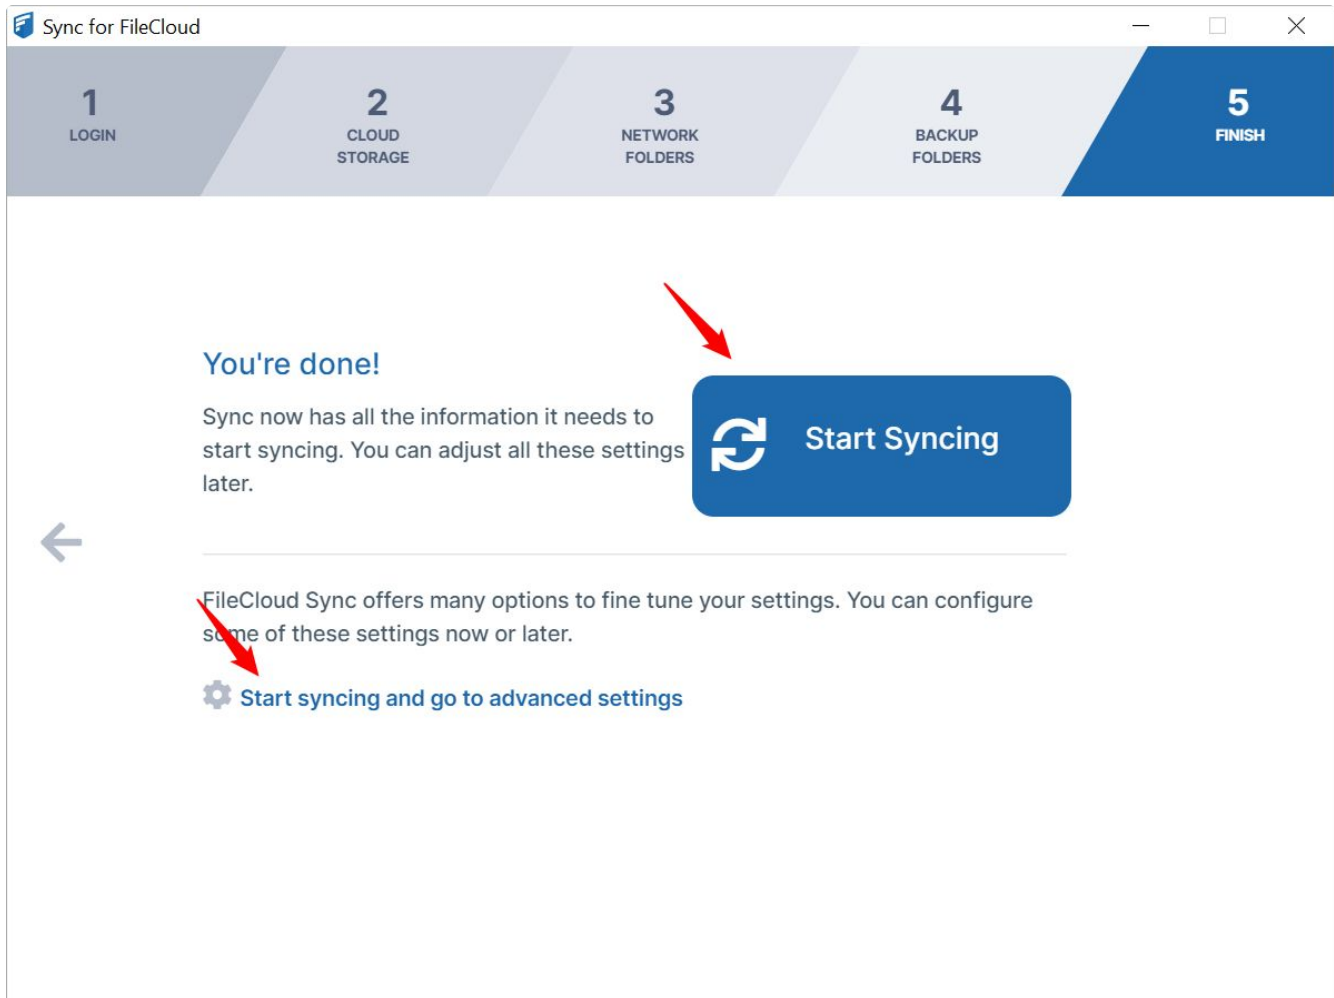 Sync for FileCloud
1
LOGIN
2
CLOUD
STORAGE
3
NETWORK
FOLDERS
4
BACKUP
FOLDERS
5
FINISH
You're done!
Sync now has all the information it needs to
start syncing. You can adjust all these settings
later.
Start Syncing
FileCloud Sync offers many options to fine tune your settings. You can configure
some of these settings now or later.
Start syncing and go to advanced settings